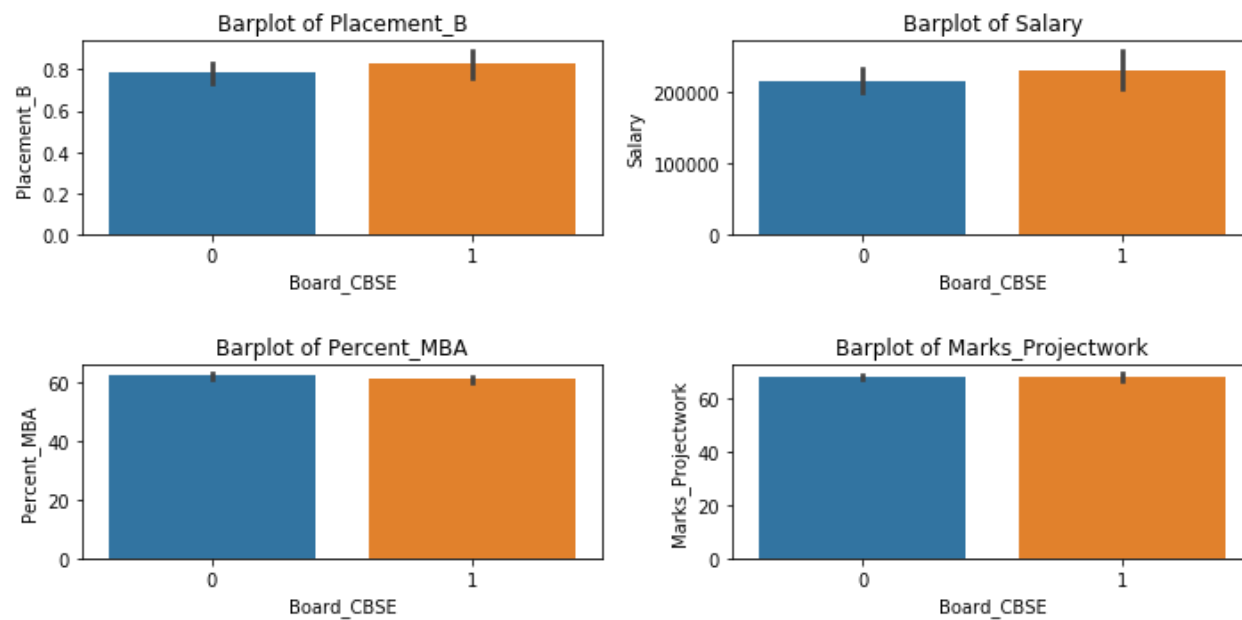 Barplot of Placement_B
Placement_B
0.8
0.6
0.4
0.2
0.0
0 1
Board_CBSE
Barplot of Salary
Salary
200000
100000
0
0 1
Board_CBSE
Barplot of Percent_MBA
Percent_MBA
60
40
20
0
0 1
Board_CBSE
Barplot of Marks_Projectwork
Marks_Projectwork
60
40
20
0
0 1
Board_CBSE